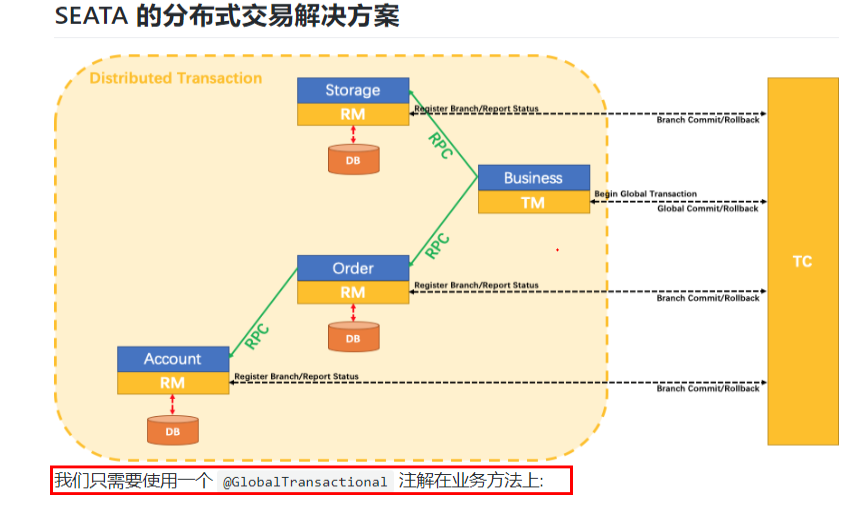 SEATA 的分布式交易解决方案
Distributed Transaction
Storage
RM
Register Branch/Report Status
Branch Commit/Rollback
DB
RPC
Business
TM
Begin Global Transaction
Global Commit/Rollback
TC
RPC
Order
RM
Register Branch/Report Status
Branch Commit/Rollback
DB
RPC
Account
RM
Register Branch/Report Status
Branch Commit/Rollback
DB
我们只需要使用一个 @GlobalTransactional 注解在业务方法上: